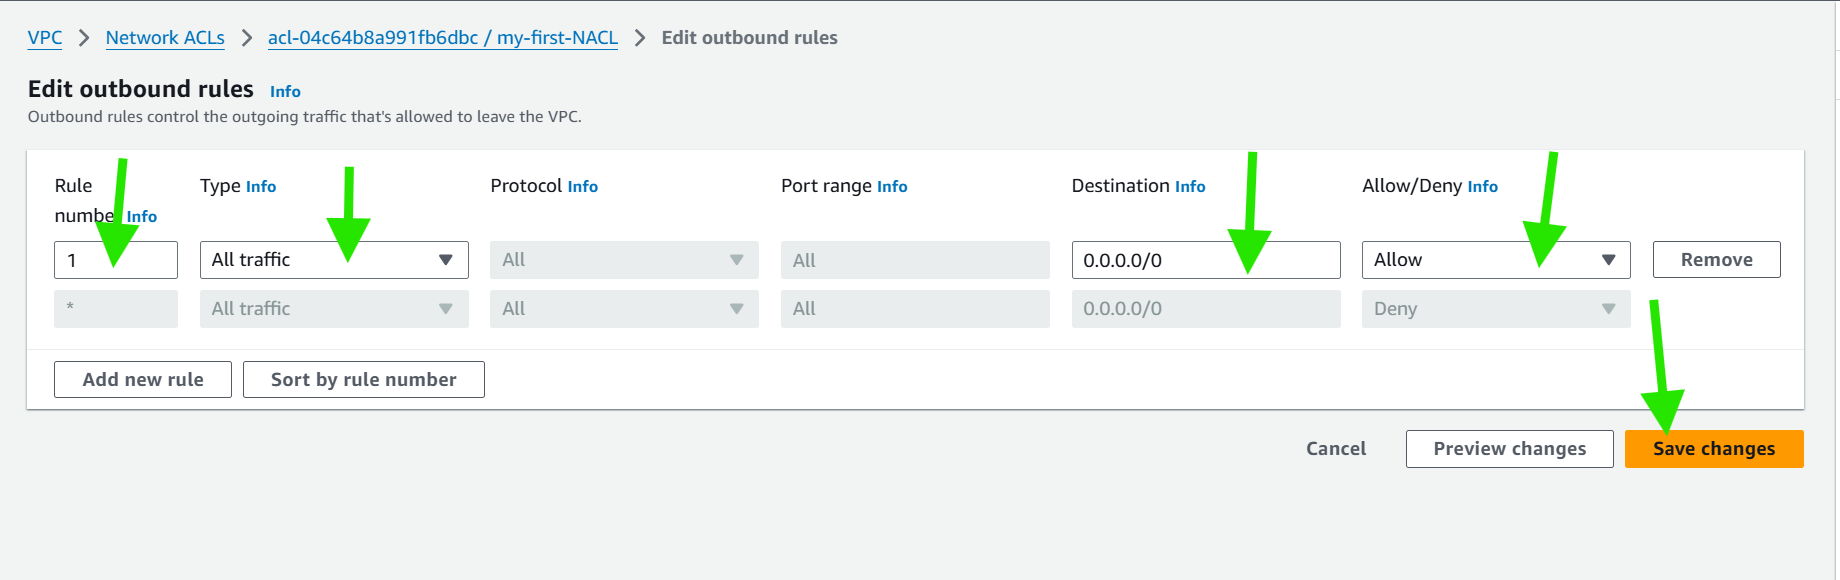 VPC > Network ACLs > acl-04c64b8a991fb6dbc / my-first-NACL > Edit outbound rules
Edit outbound rules Info
Outbound rules control the outgoing traffic that's allowed to leave the VPC.
Rule number Info Type Info Protocol Info Port range Info Destination Info Allow/Deny Info
1 All traffic All All 0.0.0.0/0 Allow Remove
* All traffic All All 0.0.0.0/0 Deny
Add new rule Sort by rule number
Cancel Preview changes Save changes